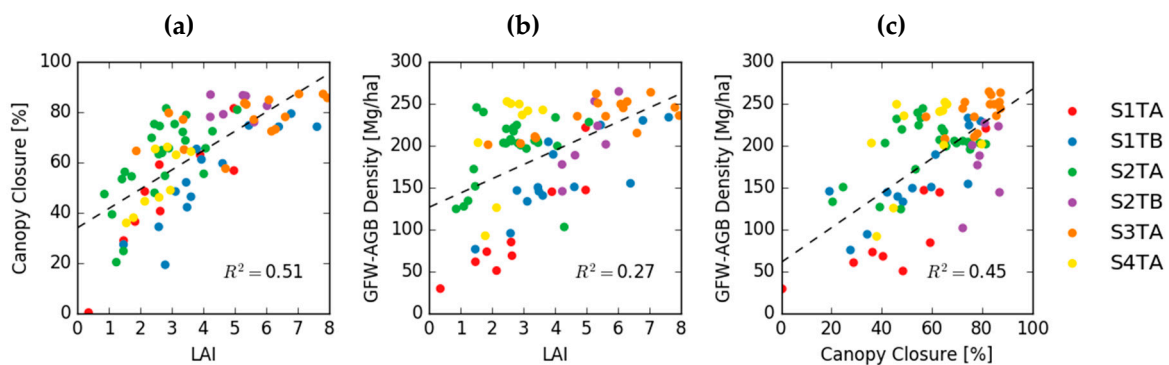 (a)
(b)
(c)
100
80
60
40
20
0
Canopy Closure [%]
R² = 0.51
0 1 2 3 4 5 6 7 8
LAI
300
250
200
150
100
50
0
GFW-AGB Density [Mg/ha]
R² = 0.27
0 1 2 3 4 5 6 7 8
LAI
300
250
200
150
100
50
0
GFW-AGB Density [Mg/ha]
R² = 0.45
0 20 40 60 80 100
Canopy Closure [%]
S1TA
S1TB
S2TA
S2TB
S3TA
S4TA